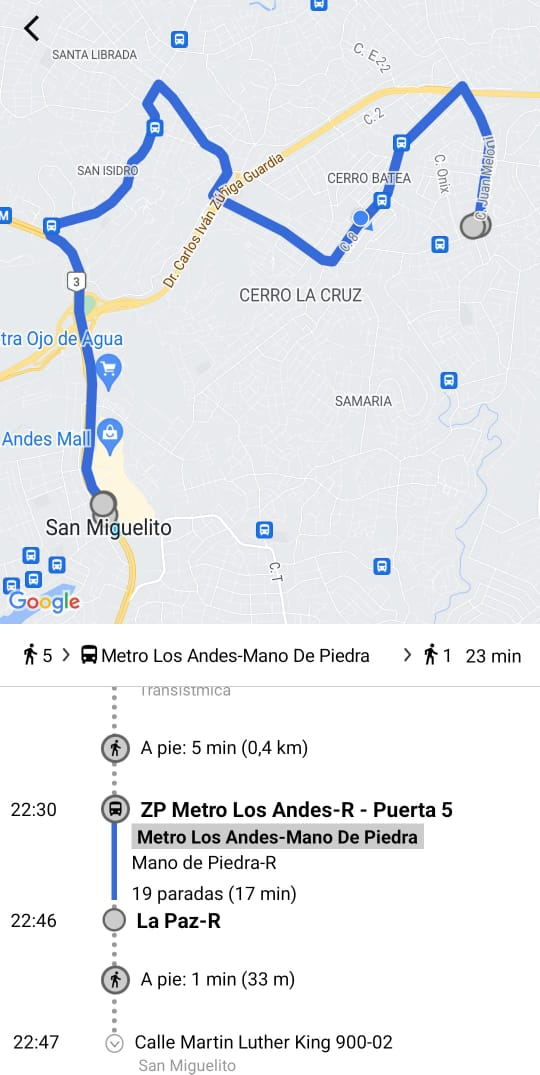 SANTA LIBRADA
C. E2-2
C. 2
SAN ISIDRO
Dr. Carlos Iván Zúñiga Guardia
CERRO BATEA
C. Onix
C. Juan Meloni
M
C. 8
3
CERRO LA CRUZ
tra Ojo de Agua
SAMARIA
Andes Mall
San Miguelito
C. T
Google
5 > Metro Los Andes-Mano De Piedra > 1 23 min
Transístmica
A pie: 5 min (0,4 km)
22:30 ZP Metro Los Andes-R - Puerta 5
Metro Los Andes-Mano De Piedra
Mano de Piedra-R
19 paradas (17 min)
22:46 La Paz-R
A pie: 1 min (33 m)
22:47 Calle Martin Luther King 900-02
San Miguelito